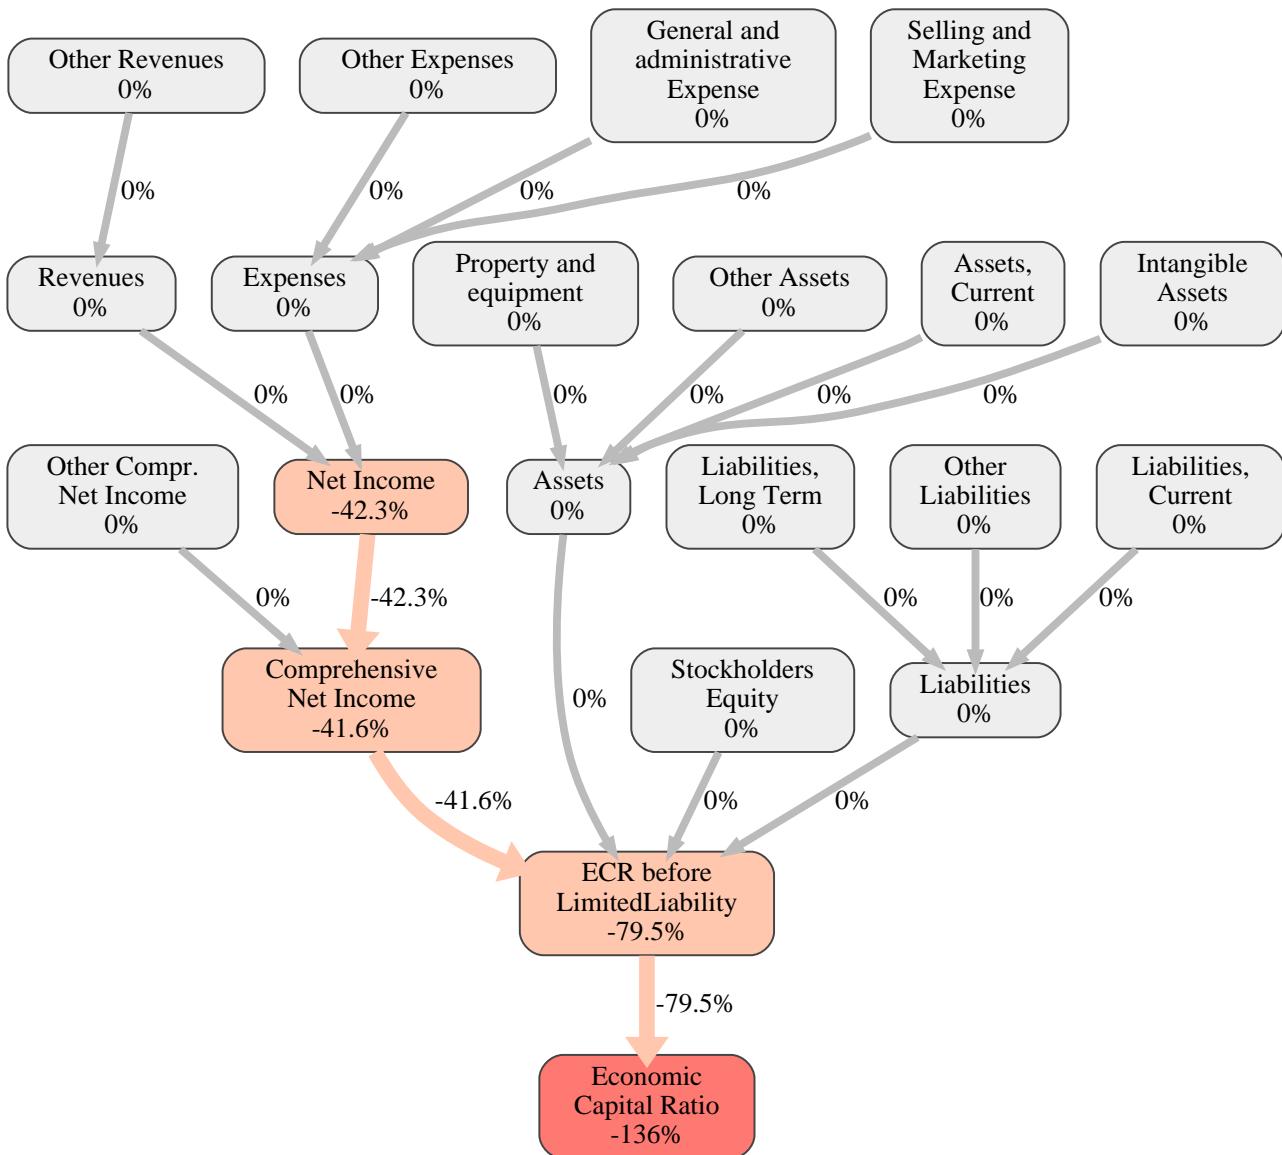 Other Revenues
0%
Other Expenses
0%
General and
administrative
Expense
0%
Selling and
Marketing
Expense
0%
0%
0%
0%
0%
Revenues
0%
Expenses
0%
Property and
equipment
0%
Other Assets
0%
Assets,
Current
0%
Intangible
Assets
0%
0%
0%
0%
0%
0%
0%
Other Compr.
Net Income
0%
Net Income
-42.3%
Assets
0%
Liabilities,
Long Term
0%
Other
Liabilities
0%
Liabilities,
Current
0%
0%
-42.3%
0%
0%
0%
Comprehensive
Net Income
-41.6%
0%
Stockholders
Equity
0%
Liabilities
0%
-41.6%
0%
0%
ECR before
LimitedLiability
-79.5%
-79.5%
Economic
Capital Ratio
-136%